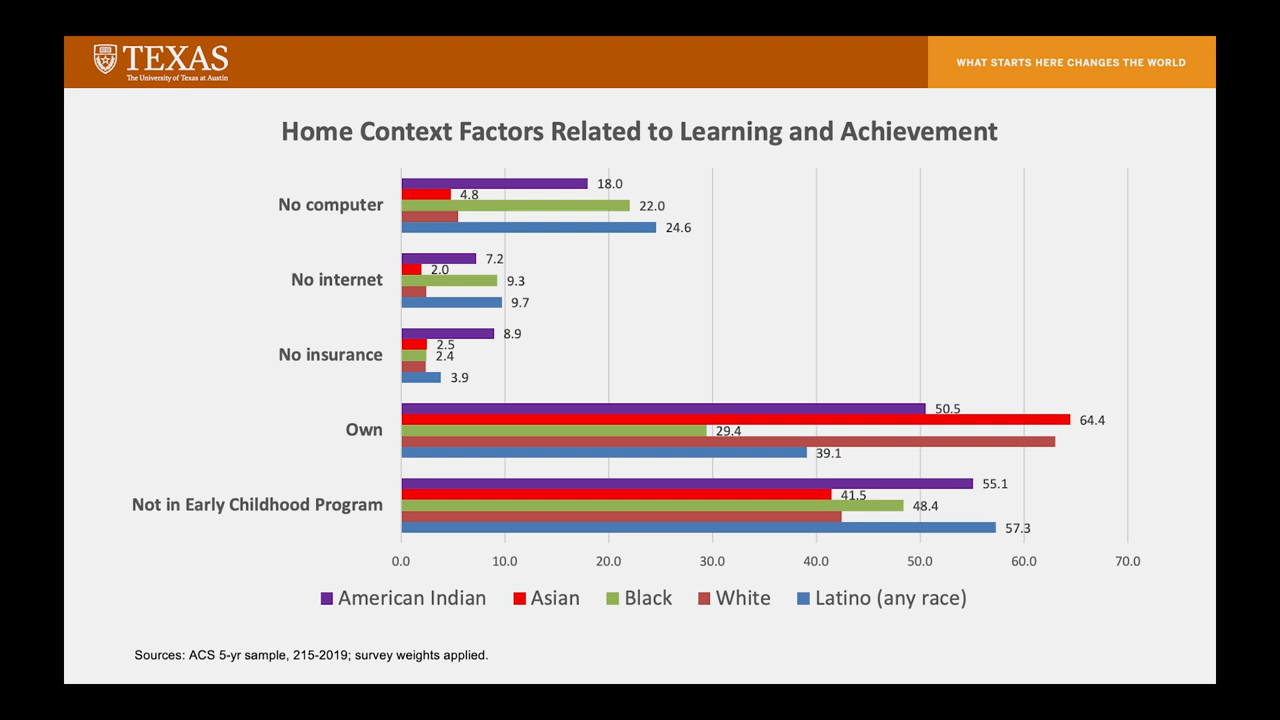 TEXAS
The University of Texas at Austin
WHAT STARTS HERE CHANGES THE WORLD
Home Context Factors Related to Learning and Achievement
No computer
18.0
4.8
22.0
24.6
No internet
7.2
2.0
9.3
9.7
No insurance
8.9
2.5
2.4
3.9
Own
50.5
64.4
29.4
39.1
Not in Early Childhood Program
55.1
41.5
48.4
57.3
0.0 10.0 20.0 30.0 40.0 50.0 60.0 70.0
American Indian Asian Black White Latino (any race)
Sources: ACS 5-yr sample, 215-2019; survey weights applied.